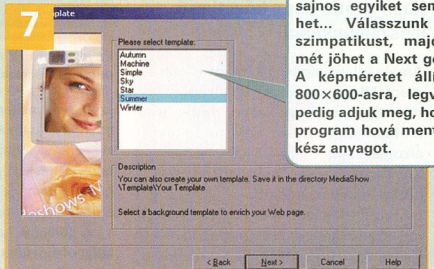 7
plate
Please select template:
Autumn
Machine
Simple
Sky
Star
Summer
Winter
Description
You can also create your own template. Save it in the directory MediaShow
\Template\Your Template
Select a background template to enrich your Web page.
< Back
Next >
Cancel
Help
sajnos egyiket sem
het... Válasszunk
szimpatikust, majd
mét jöhet a Next go
A képméretet állí
800×600-asra, legv
pedig adjuk meg, ho
program hová ment
kész anyagot.